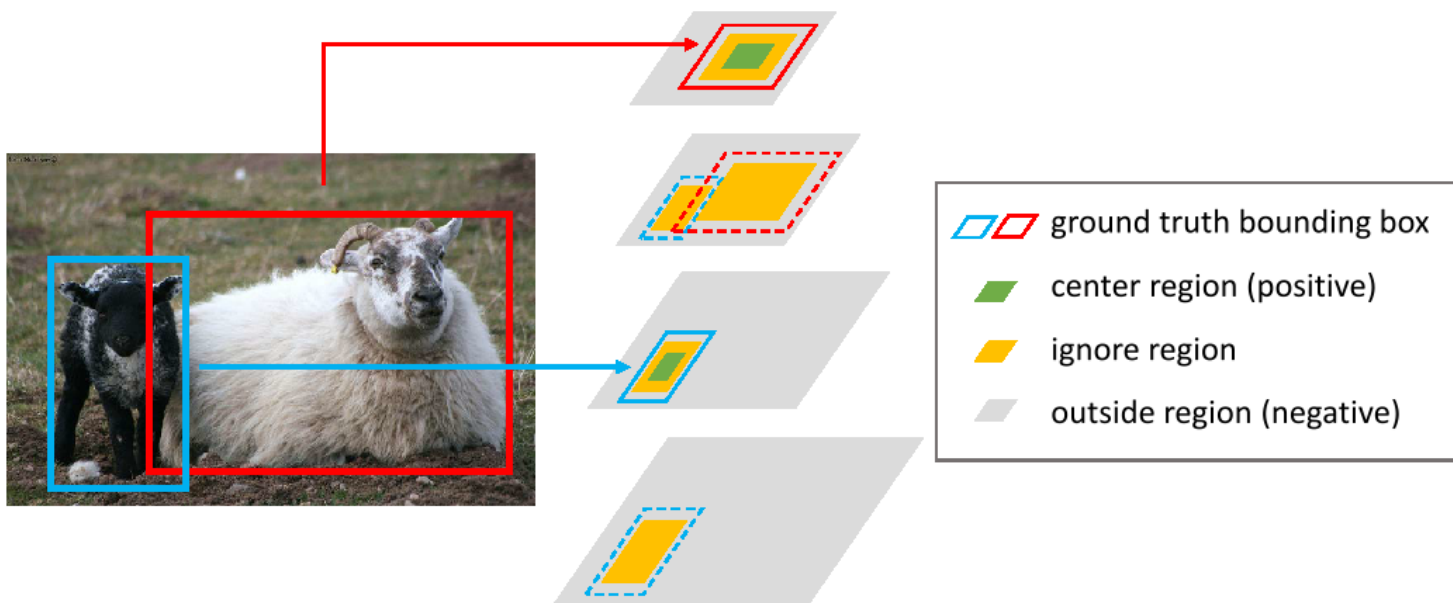 ground truth bounding box
center region (positive)
ignore region
outside region (negative)